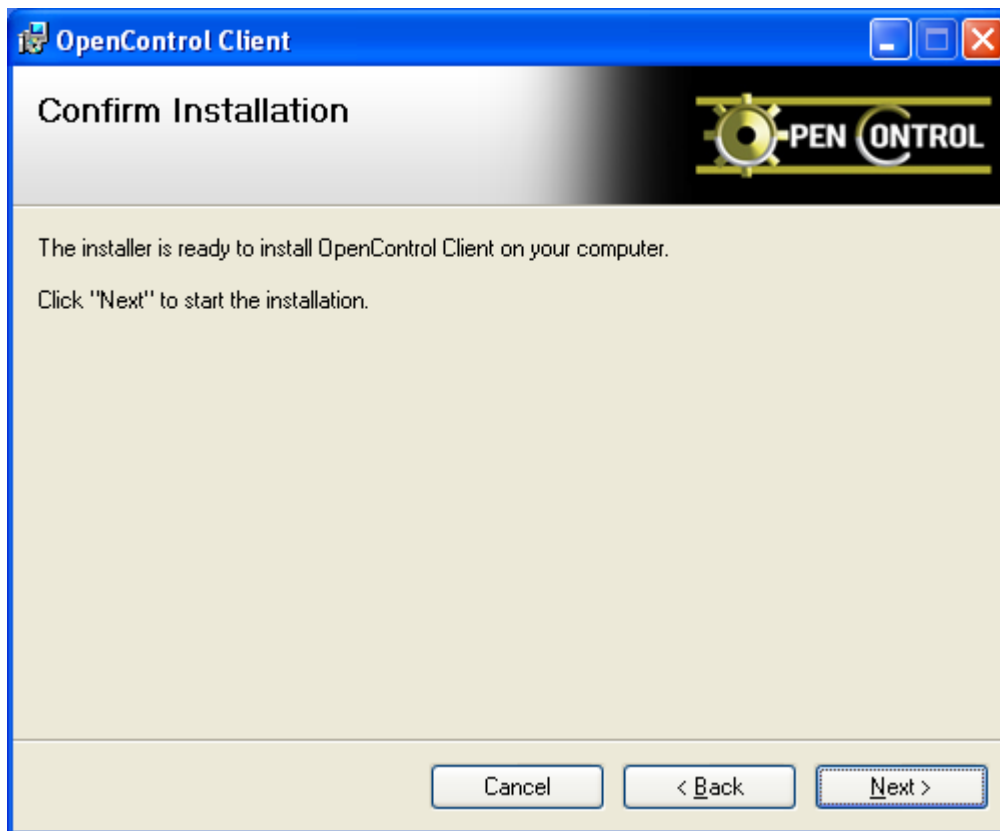 OpenControl Client
Confirm Installation
PEN CONTROL
The installer is ready to install OpenControl Client on your computer.
Click "Next" to start the installation.
Cancel
< Back
Next >